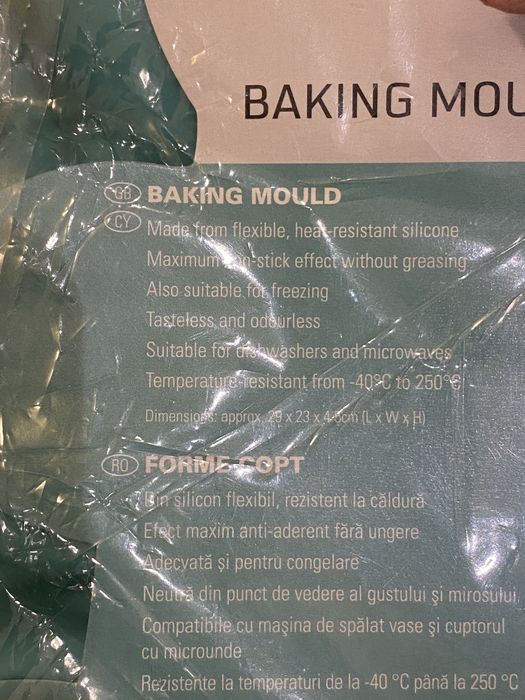 BAKING MOU
GB BAKING MOULD
CY Made from flexible, heat-resistant silicone
Maximum non-stick effect without greasing
Also suitable for freezing
Tasteless and odourless
Suitable for dishwashers and microwaves
Temperature-resistant from -40°C to 250°C
Dimensions: approx. 29 x 23 x 4.5cm (L x W x H)
RO FORME COPT
Din silicon flexibil, rezistent la căldură
Efect maxim anti-aderent fără ungere
Adecvată și pentru congelare
Neutră din punct de vedere al gustului și mirosului
Compatibile cu mașina de spălat vase și cuptorul
cu microunde
Rezistente la temperaturi de la -40 °C până la 250 °C